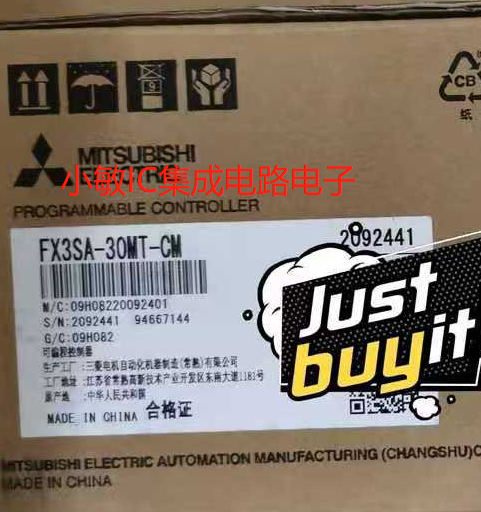 9
CB
纸
MITSUBISHI
ELECTRIC
小敏IC集成电路电子
PROGRAMMABLE CONTROLLER
FX3SA-30MT-CM
2092441
M/C:09H08220092401
S/N:2092441 94667144
G/C:09H082
可编程控制器
生产工厂:三菱电机自动化机器制造(常熟)有限公司
工厂地址:江苏省常熟高新技术产业开发区东南大道1181号
原产地:中华人民共和国
MADE IN CHINA 合格证
Just
buy it
MITSUBISHI ELECTRIC AUTOMATION MANUFACTURING (CHANGSHU)
MADE IN CHINA